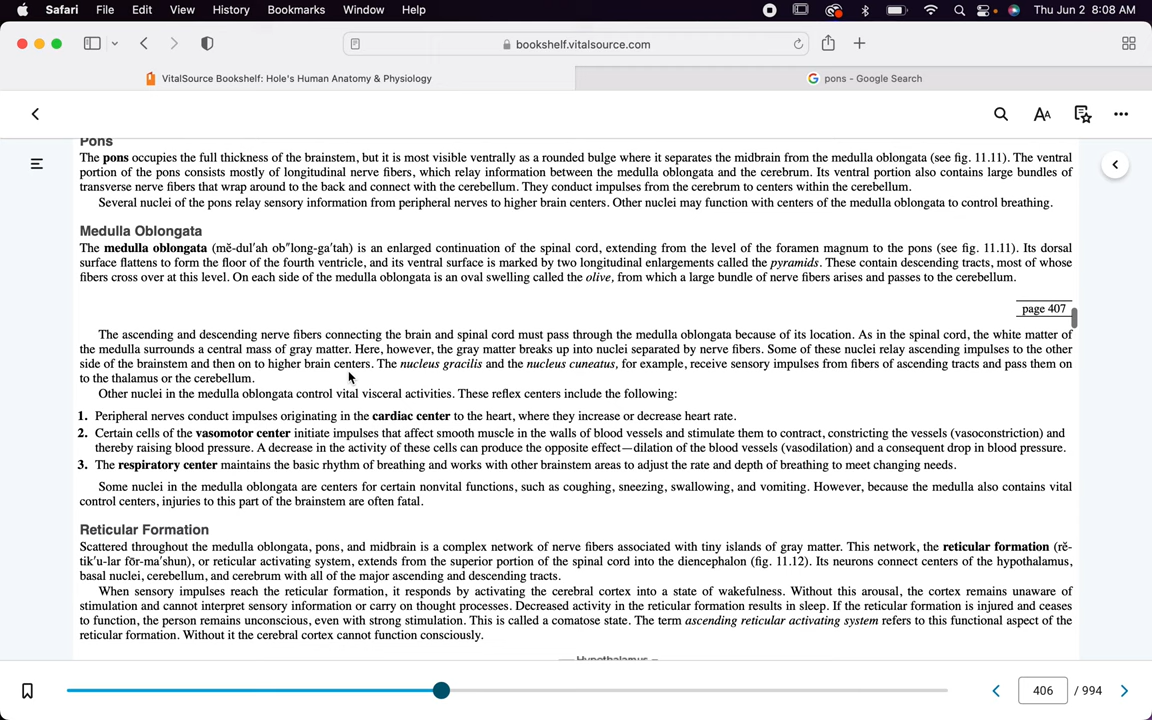 Safari File Edit View History Bookmarks Window Help Thu Jun 2 8:08 AM
bookshelf.vitalsource.com
VitalSource Bookshelf: Hole's Human Anatomy & Physiology
pons - Google Search
AA
Pons
The pons occupies the full thickness of the brainstem, but it is most visible ventrally as a rounded bulge where it separates the midbrain from the medulla oblongata (see fig. 11.11). The ventral
portion of the pons consists mostly of longitudinal nerve fibers, which relay information between the medulla oblongata and the cerebrum. Its ventral portion also contains large bundles of
transverse nerve fibers that wrap around to the back and connect with the cerebellum. They conduct impulses from the cerebrum to centers within the cerebellum.
Several nuclei of the pons relay sensory information from peripheral nerves to higher brain centers. Other nuclei may function with centers of the medulla oblongata to control breathing.
Medulla Oblongata
The medulla oblongata (mĕ-dul′ah ob″long-ga′tah) is an enlarged continuation of the spinal cord, extending from the level of the foramen magnum to the pons (see fig. 11.11). Its dorsal
surface flattens to form the floor of the fourth ventricle, and its ventral surface is marked by two longitudinal enlargements called the pyramids. These contain descending tracts, most of whose
fibers cross over at this level. On each side of the medulla oblongata is an oval swelling called the olive, from which a large bundle of nerve fibers arises and passes to the cerebellum.
page 407
The ascending and descending nerve fibers connecting the brain and spinal cord must pass through the medulla oblongata because of its location. As in the spinal cord, the white matter of
the medulla surrounds a central mass of gray matter. Here, however, the gray matter breaks up into nuclei separated by nerve fibers. Some of these nuclei relay ascending impulses to the other
side of the brainstem and then on to higher brain centers. The nucleus gracilis and the nucleus cuneatus, for example, receive sensory impulses from fibers of ascending tracts and pass them on
to the thalamus or the cerebellum.
Other nuclei in the medulla oblongata control vital visceral activities. These reflex centers include the following:
1. Peripheral nerves conduct impulses originating in the cardiac center to the heart, where they increase or decrease heart rate.
2. Certain cells of the vasomotor center initiate impulses that affect smooth muscle in the walls of blood vessels and stimulate them to contract, constricting the vessels (vasoconstriction) and
thereby raising blood pressure. A decrease in the activity of these cells can produce the opposite effect—dilation of the blood vessels (vasodilation) and a consequent drop in blood pressure.
3. The respiratory center maintains the basic rhythm of breathing and works with other brainstem areas to adjust the rate and depth of breathing to meet changing needs.
Some nuclei in the medulla oblongata are centers for certain nonvital functions, such as coughing, sneezing, swallowing, and vomiting. However, because the medulla also contains vital
control centers, injuries to this part of the brainstem are often fatal.
Reticular Formation
Scattered throughout the medulla oblongata, pons, and midbrain is a complex network of nerve fibers associated with tiny islands of gray matter. This network, the reticular formation (rĕ-
tik′u-lar fōr-ma′shun), or reticular activating system, extends from the superior portion of the spinal cord into the diencephalon (fig. 11.12). Its neurons connect centers of the hypothalamus,
basal nuclei, cerebellum, and cerebrum with all of the major ascending and descending tracts.
When sensory impulses reach the reticular formation, it responds by activating the cerebral cortex into a state of wakefulness. Without this arousal, the cortex remains unaware of
stimulation and cannot interpret sensory information or carry on thought processes. Decreased activity in the reticular formation results in sleep. If the reticular formation is injured and ceases
to function, the person remains unconscious, even with strong stimulation. This is called a comatose state. The term ascending reticular activating system refers to this functional aspect of the
reticular formation. Without it the cerebral cortex cannot function consciously.
Hypothalamus
406 / 994